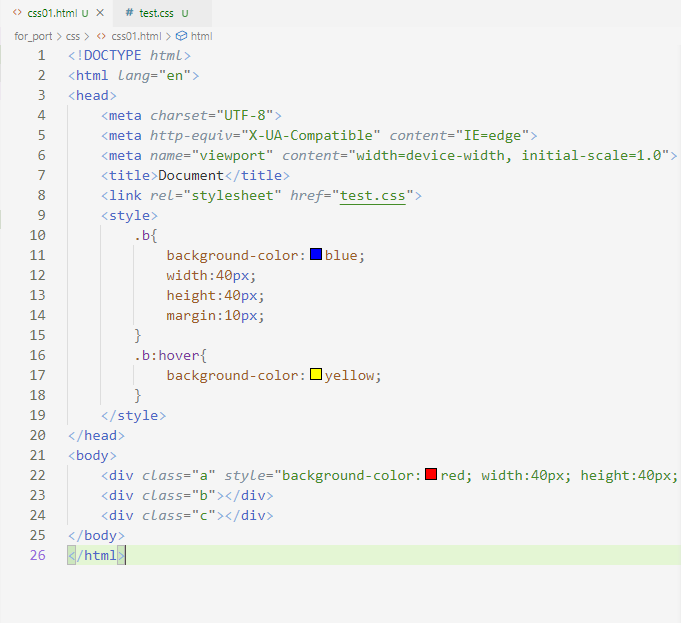 css01.html U × # test.css U
for_port > css > <> css01.html > html
1 <!DOCTYPE html>
2 <html lang="en">
3 <head>
4 <meta charset="UTF-8">
5 <meta http-equiv="X-UA-Compatible" content="IE=edge">
6 <meta name="viewport" content="width=device-width, initial-scale=1.0">
7 <title>Document</title>
8 <link rel="stylesheet" href="test.css">
9 <style>
10 .b{
11 background-color:blue;
12 width:40px;
13 height:40px;
14 margin:10px;
15 }
16 .b:hover{
17 background-color:yellow;
18 }
19 </style>
20 </head>
21 <body>
22 <div class="a" style="background-color:red; width:40px; height:40px;
23 <div class="b"></div>
24 <div class="c"></div>
25 </body>
26 </html>